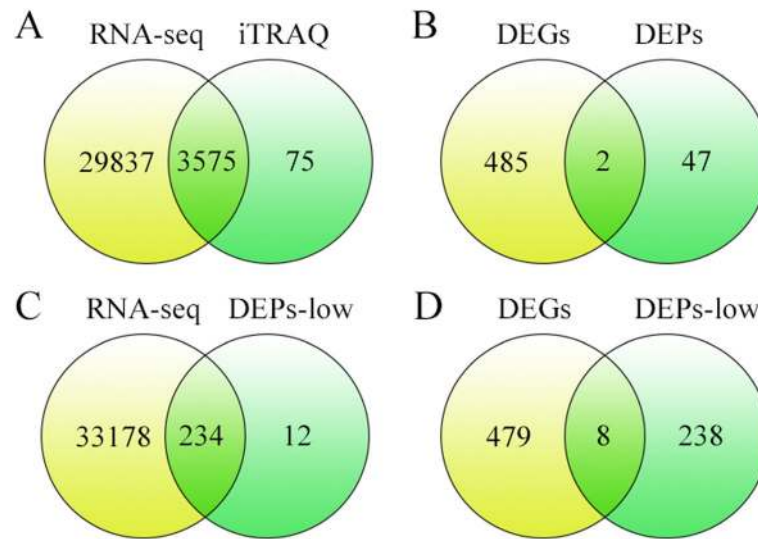 A
RNA-seq iTRAQ
29837 3575 75
B
DEGs DEPs
485 2 47
C
RNA-seq DEPs-low
33178 234 12
D
DEGs DEPs-low
479 8 238